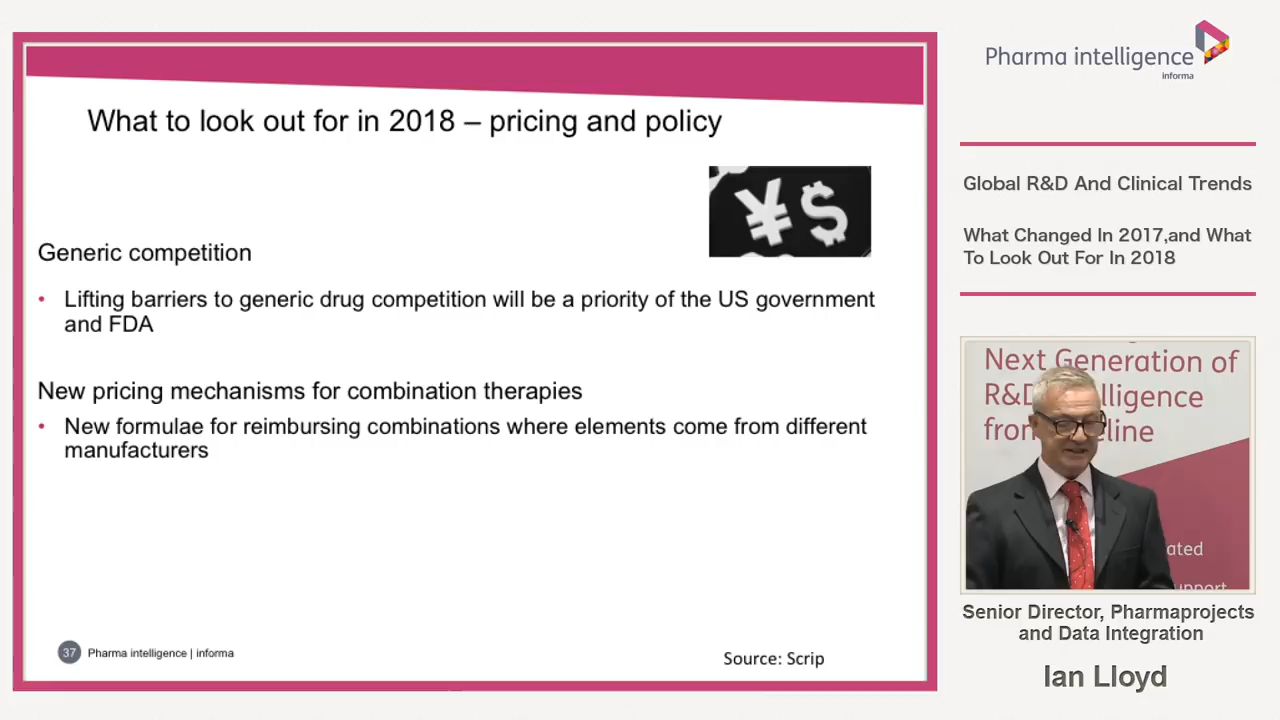 What to look out for in 2018 – pricing and policy
¥$
Generic competition
• Lifting barriers to generic drug competition will be a priority of the US government
and FDA
New pricing mechanisms for combination therapies
• New formulae for reimbursing combinations where elements come from different
manufacturers
37 Pharma intelligence | informa
Source: Scrip
Pharma intelligence
informa
Global R&D And Clinical Trends
What Changed In 2017,and What
To Look Out For In 2018
Next Generation of
R&D
Senior Director, Pharmaprojects
and Data Integration
Ian Lloyd